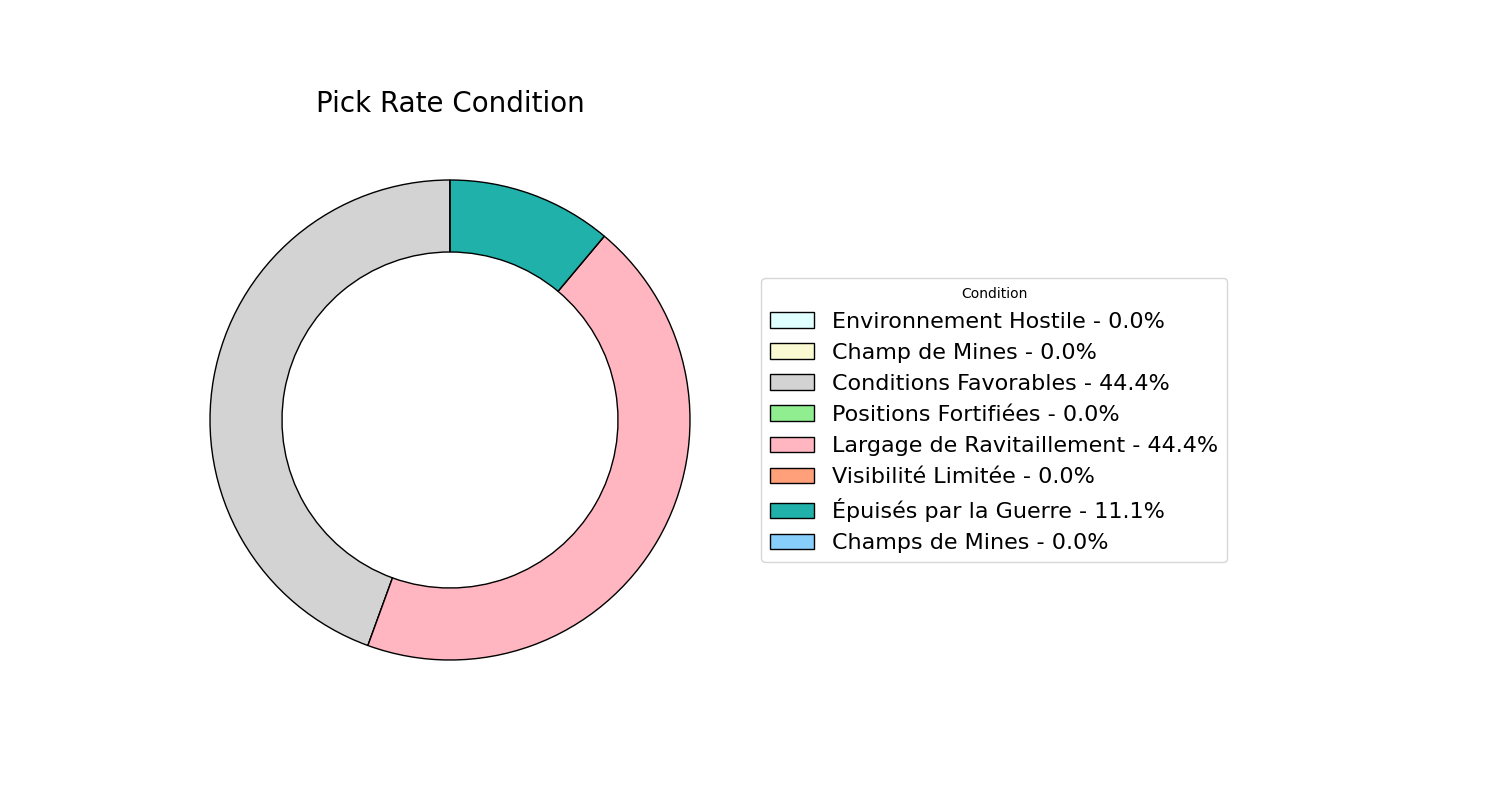 Pick Rate Condition
Condition
Environnement Hostile - 0.0%
Champ de Mines - 0.0%
Conditions Favorables - 44.4%
Positions Fortifiées - 0.0%
Largage de Ravitaillement - 44.4%
Visibilité Limitée - 0.0%
Épuisés par la Guerre - 11.1%
Champs de Mines - 0.0%